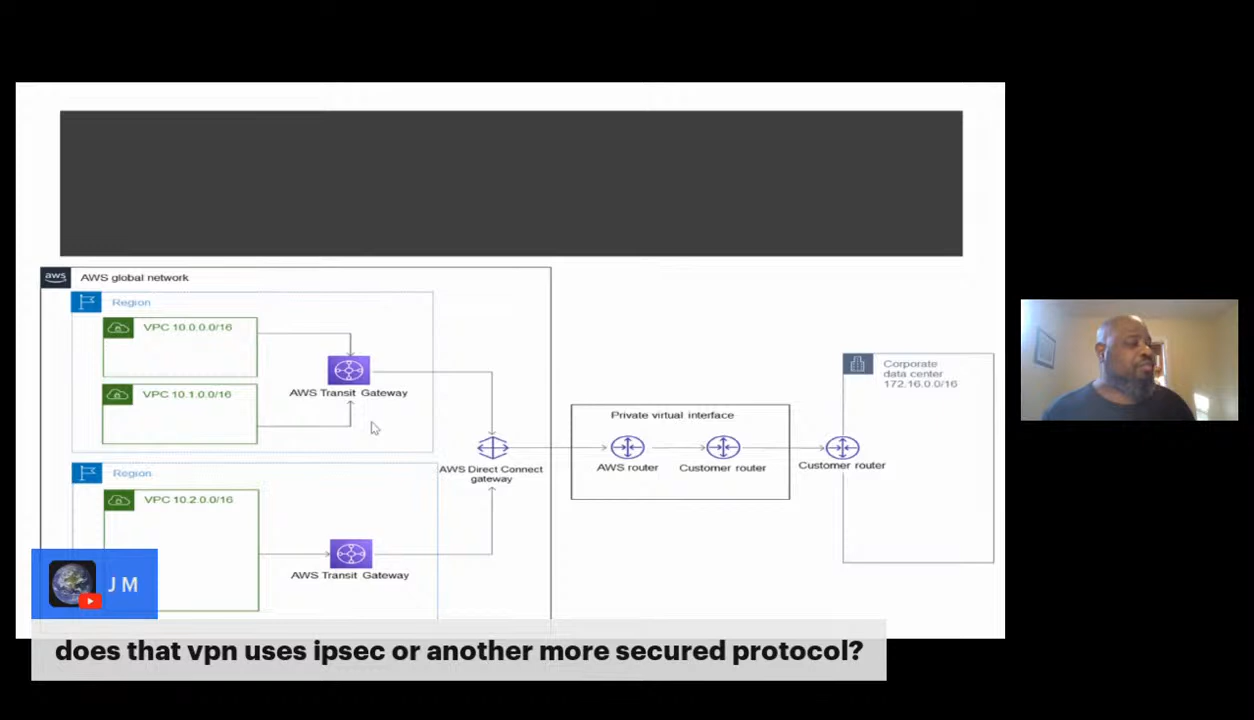 aws
AWS global network
Region
VPC 10.0.0.0/16
AWS Transit Gateway
VPC 10.1.0.0/16
Region
VPC 10.2.0.0/16
AWS Transit Gateway
AWS Direct Connect
gateway
Private virtual interface
AWS router
Customer router
Customer router
Corporate
data center
172.16.0.0/16
J M
does that vpn uses ipsec or another more secured protocol?